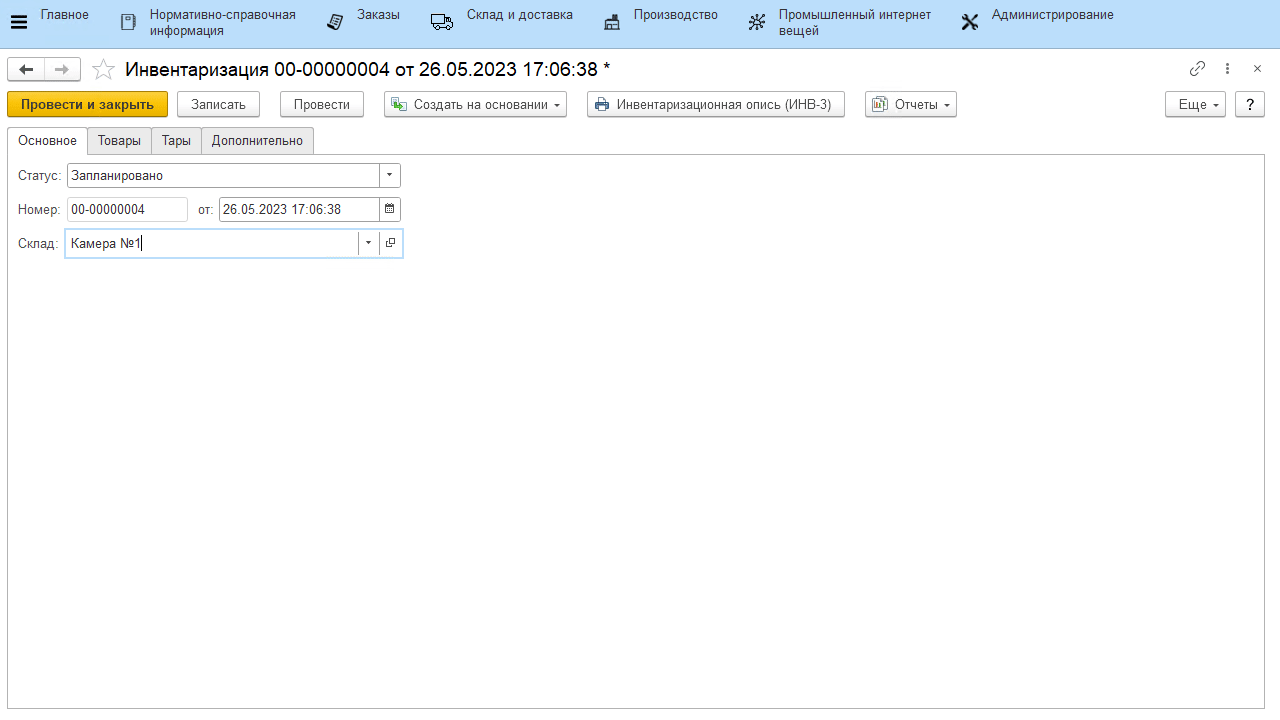 Главное
Нормативно-справочная
информация
Заказы
Склад и доставка
Производство
Промышленный интернет
вещей
Администрирование
Инвентаризация 00-00000004 от 26.05.2023 17:06:38 *
Провести и закрыть
Записать
Провести
Создать на основании
Инвентаризационная опись (ИНВ-3)
Отчеты
Еще
?
Основное
Товары
Тары
Дополнительно
Статус: Запланировано
Номер: 00-00000004 от: 26.05.2023 17:06:38
Склад: Камера №1